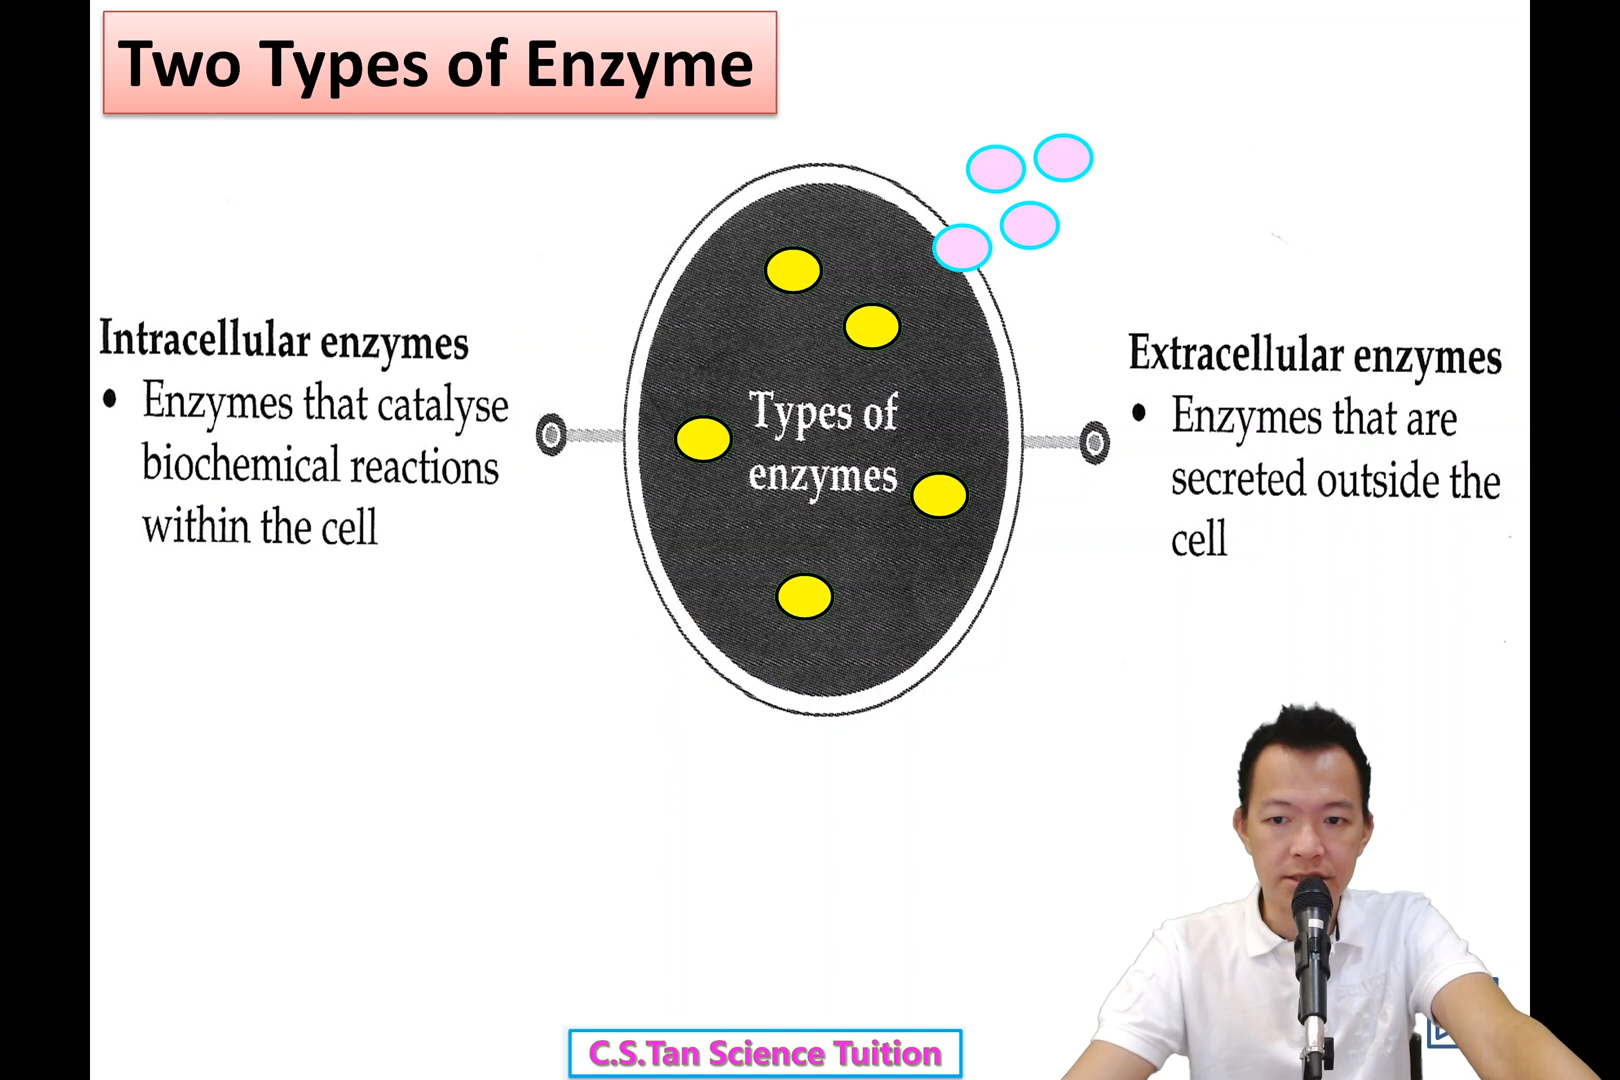 Two Types of Enzyme
Intracellular enzymes
• Enzymes that catalyse
biochemical reactions
within the cell
Types of
enzymes
Extracellular enzymes
• Enzymes that are
secreted outside the
cell
C.S.Tan Science Tuition